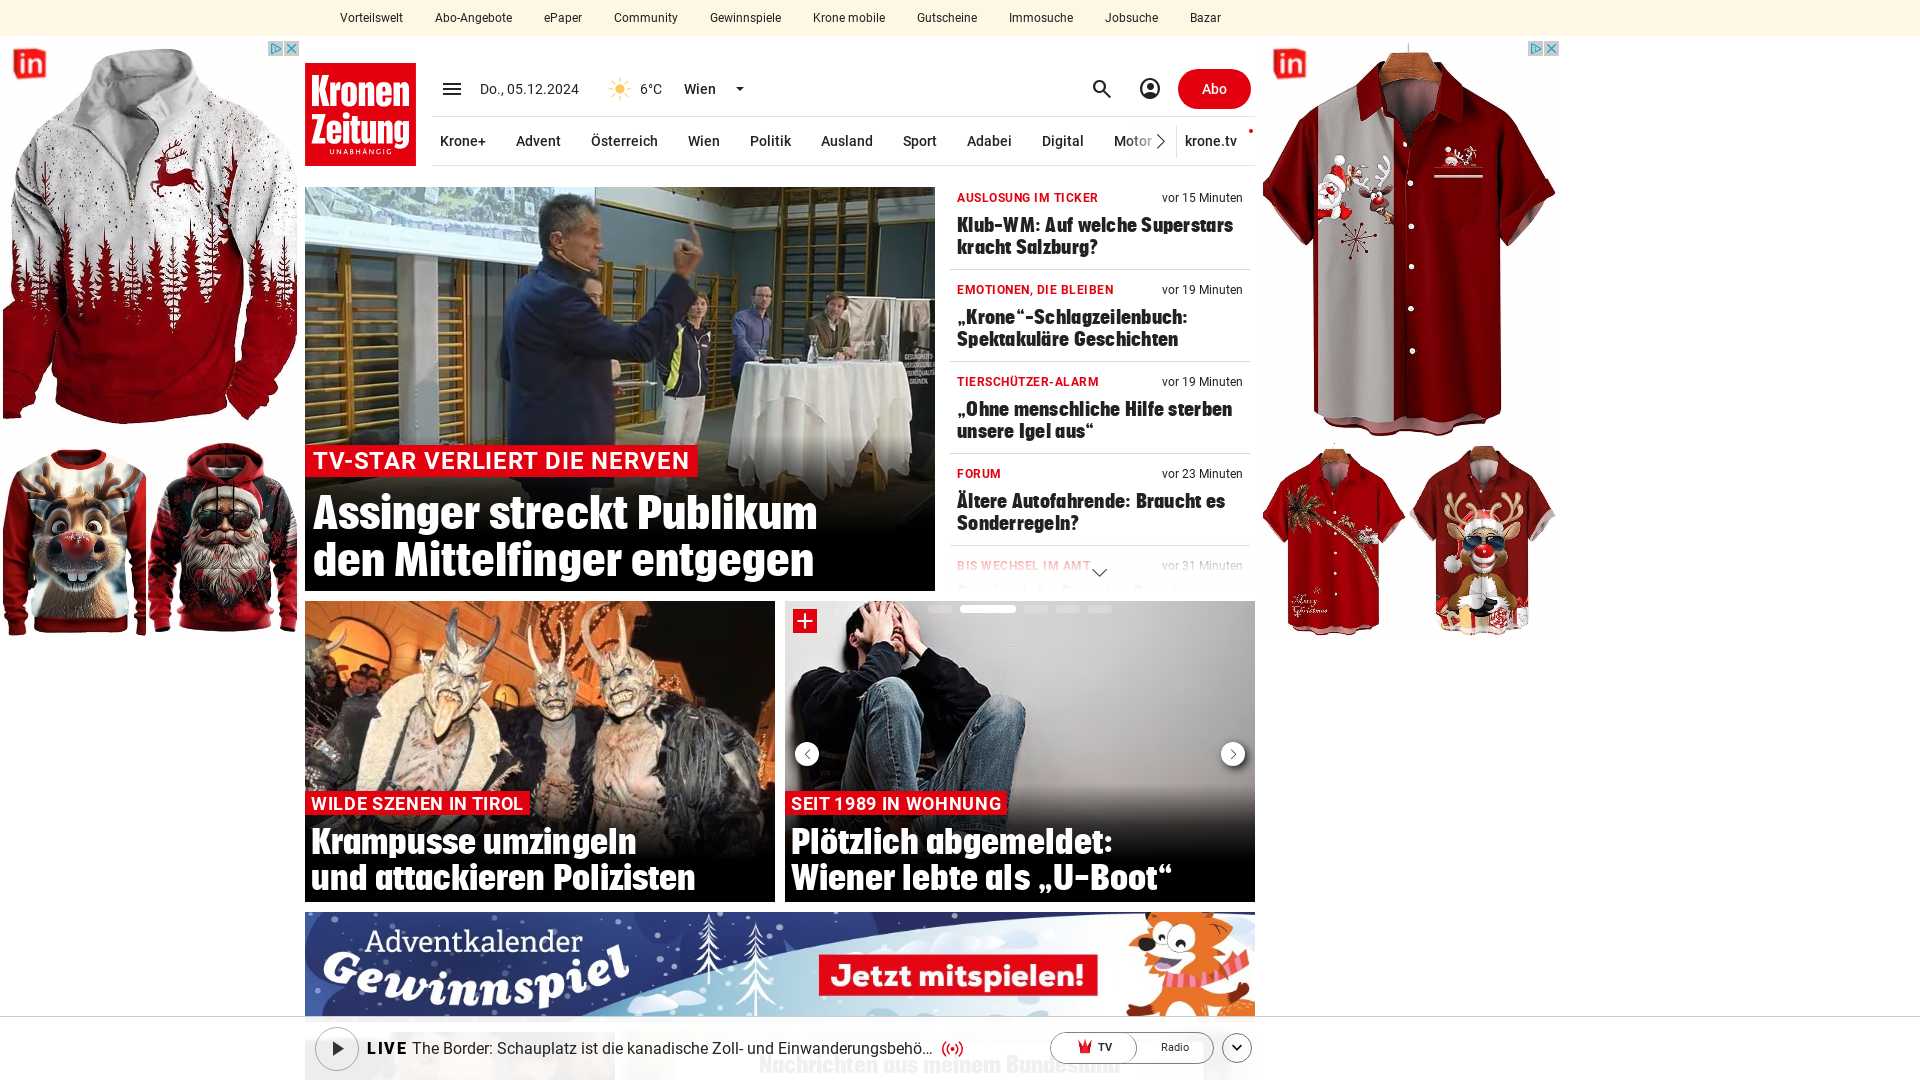 Vorteilswelt Abo-Angebote ePaper Community Gewinnspiele Krone mobile Gutscheine Immosuche Jobsuche Bazar
in
in
Kronen
Zeitung
UNABHÄNGIG
Do., 05.12.2024 6°C Wien
Abo
Krone+ Advent Österreich Wien Politik Ausland Sport Adabei Digital Motor krone.tv
TV-STAR VERLIERT DIE NERVEN
Assinger streckt Publikum
den Mittelfinger entgegen
AUSLOSUNG IM TICKER vor 15 Minuten
Klub-WM: Auf welche Superstars
kracht Salzburg?
EMOTIONEN, DIE BLEIBEN vor 19 Minuten
„Krone“-Schlagzeilenbuch:
Spektakuläre Geschichten
TIERSCHÜTZER-ALARM vor 19 Minuten
„Ohne menschliche Hilfe sterben
unsere Igel aus“
FORUM vor 23 Minuten
Ältere Autofahrende: Braucht es
Sonderregeln?
BIS WECHSEL IM AMT vor 31 Minuten
Merry
Christmas
WILDE SZENEN IN TIROL
Krampusse umzingeln
und attackieren Polizisten
SEIT 1989 IN WOHNUNG
Plötzlich abgemeldet:
Wiener lebte als „U-Boot“
Adventkalender
Gewinnspiel
Jetzt mitspielen!
LIVE The Border: Schauplatz ist die kanadische Zoll- und Einwanderungsbehö...
TV Radio
Nachrichten aus meinem Bundesland